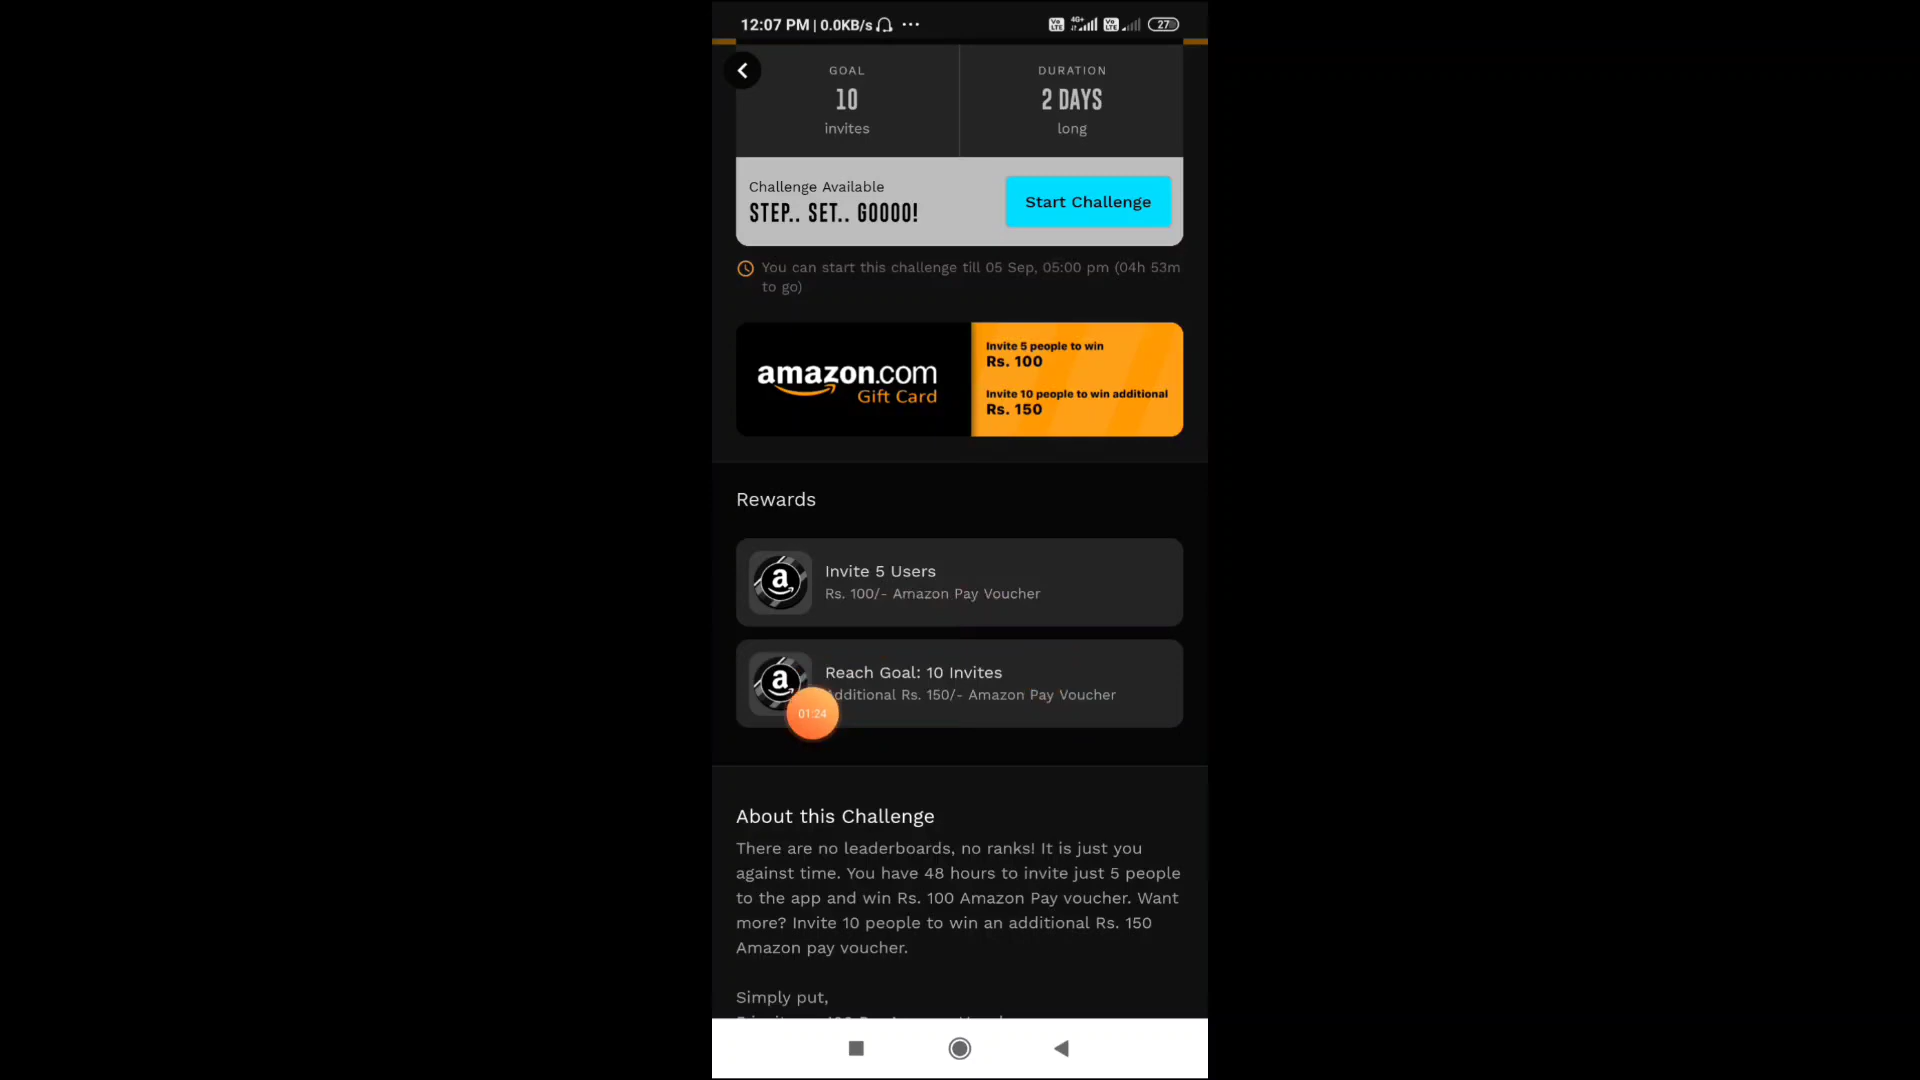 12:07 PM | 0.0KB/s ...
Vo LTE 4G+ Vo LTE 27
GOAL
10
invites
DURATION
2 DAYS
long
Challenge Available
STEP.. SET.. GOOOO!
Start Challenge
You can start this challenge till 05 Sep, 05:00 pm (04h 53m
to go)
amazon.com
Gift Card
Invite 5 people to win
Rs. 100
Invite 10 people to win additional
Rs. 150
Rewards
a
Invite 5 Users
Rs. 100/- Amazon Pay Voucher
a
Reach Goal: 10 Invites
Additional Rs. 150/- Amazon Pay Voucher
01:24
About this Challenge
There are no leaderboards, no ranks! It is just you
against time. You have 48 hours to invite just 5 people
to the app and win Rs. 100 Amazon Pay voucher. Want
more? Invite 10 people to win an additional Rs. 150
Amazon pay voucher.
Simply put,